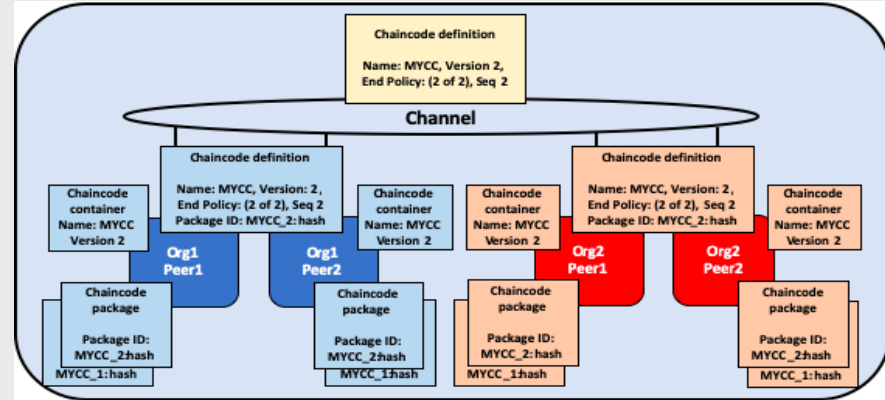 Chaincode definition
Name: MYCC, Version 2,
End Policy: (2 of 2), Seq 2
Channel
Chaincode definition
Name: MYCC, Version: 2,
End Policy: (2 of 2), Seq 2
Package ID: MYCC_2:hash
Chaincode
container
Name: MYCC
Version 2
Chaincode
container
Name: MYCC
Version 2
Org1
Peer1
Org1
Peer2
Chaincode
package
Package ID:
MYCC_2:hash
MYCC_1:hash
Chaincode
package
Package ID:
MYCC_2:hash
MYCC_1:hash
Chaincode definition
Name: MYCC, Version: 2,
End Policy: (2 of 2), Seq 2
Package ID: MYCC_2:hash
Chaincode
container
Name: MYCC
Version 2
Chaincode
container
Name: MYCC
Version 2
Org2
Peer1
Org2
Peer2
Chaincode
package
Package ID:
MYCC_2:hash
MYCC_1:hash
Chaincode
package
Package ID:
MYCC_2:hash
MYCC_1:hash